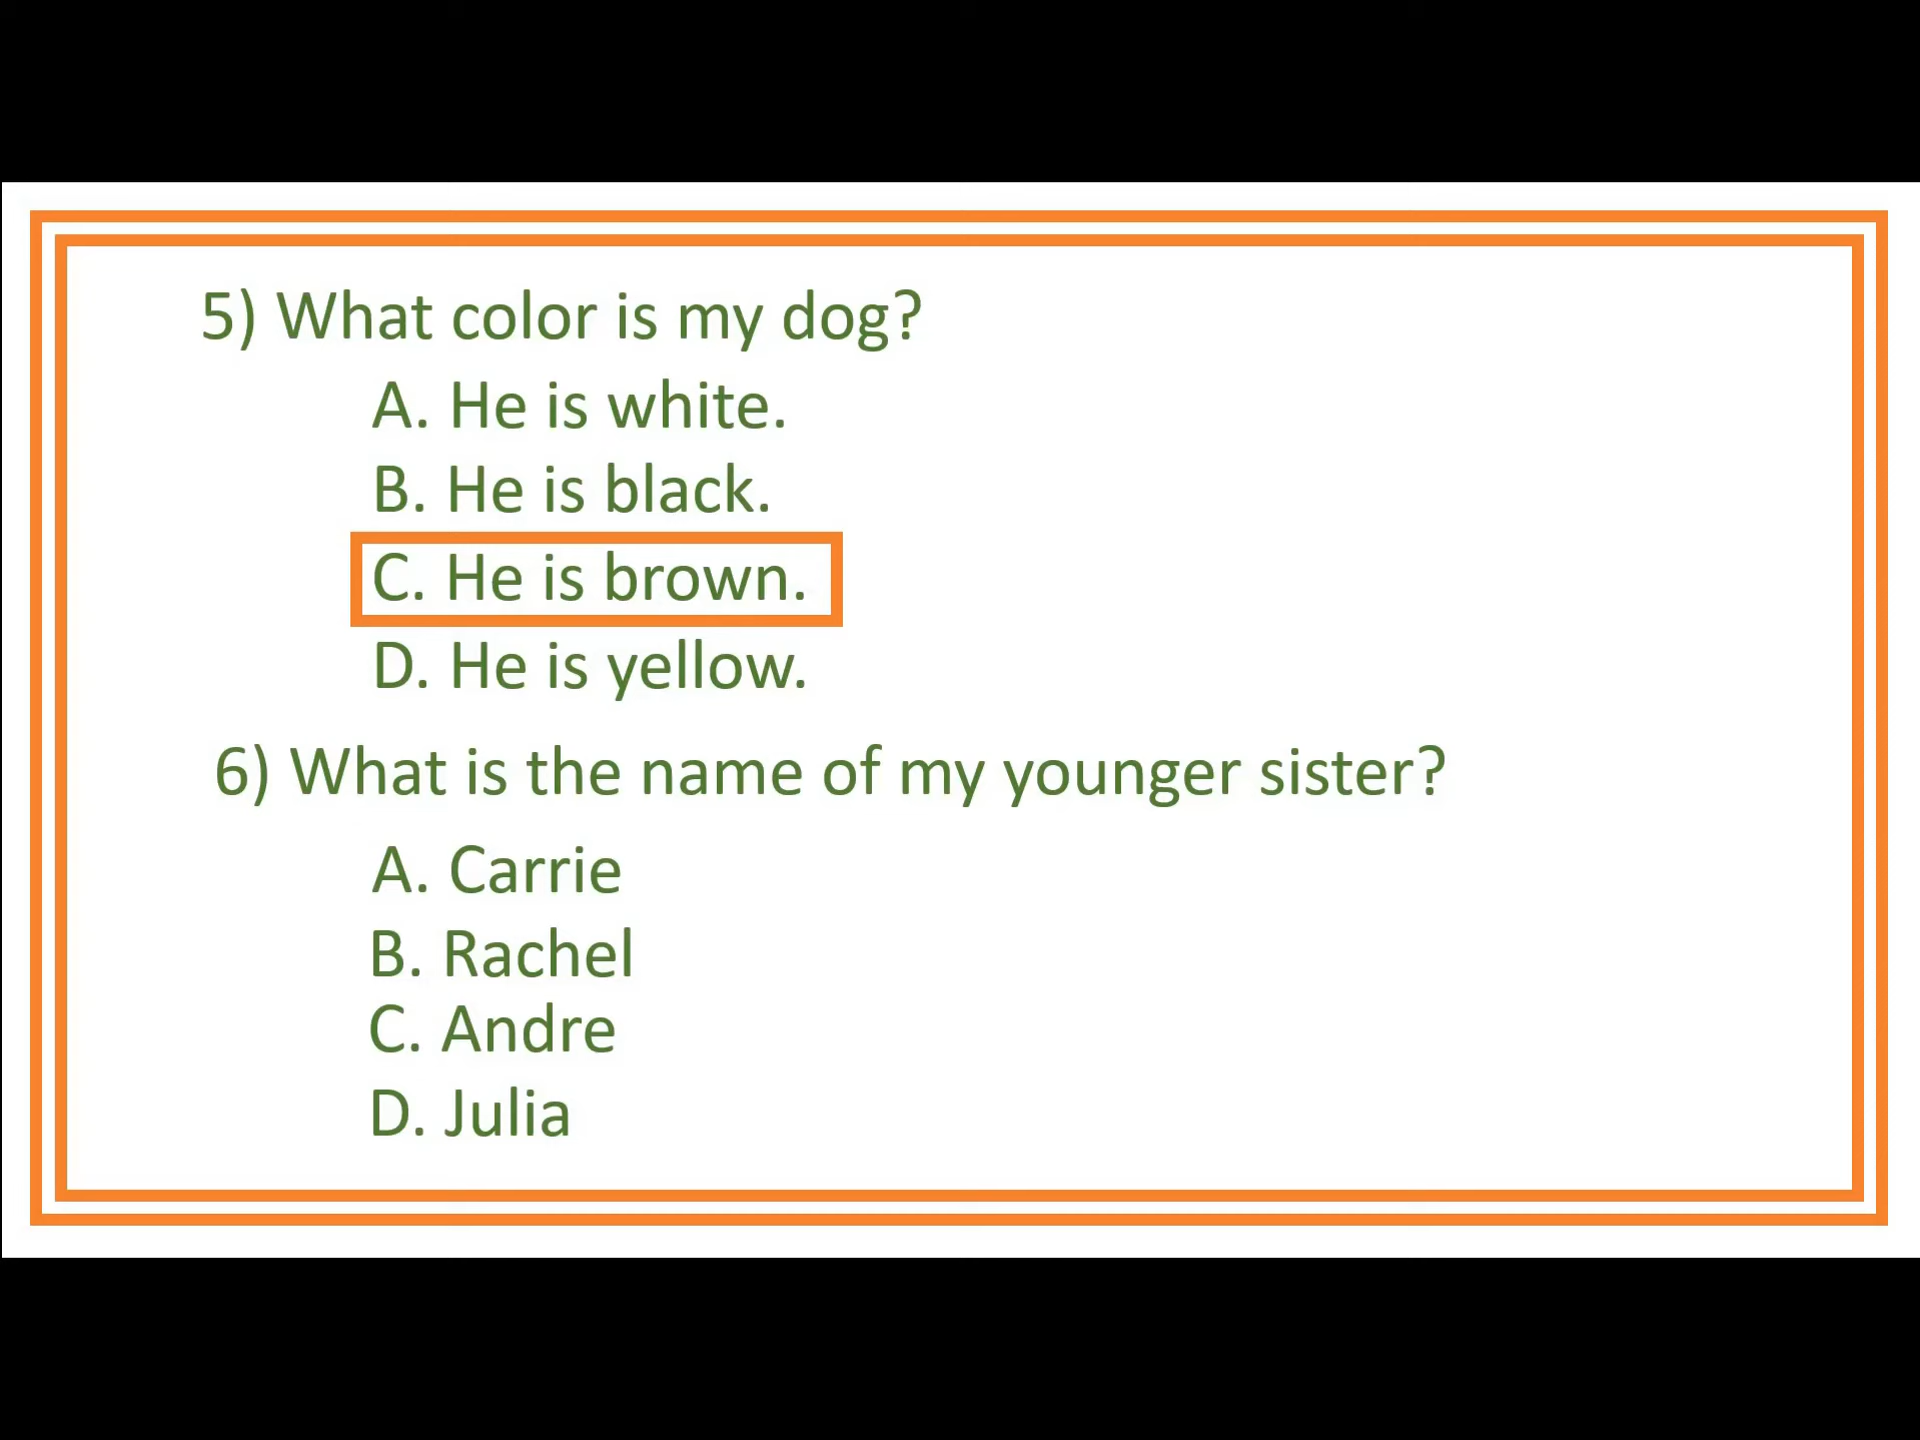 5) What color is my dog?
A. He is white.
B. He is black.
C. He is brown.
D. He is yellow.
6) What is the name of my younger sister?
A. Carrie
B. Rachel
C. Andre
D. Julia